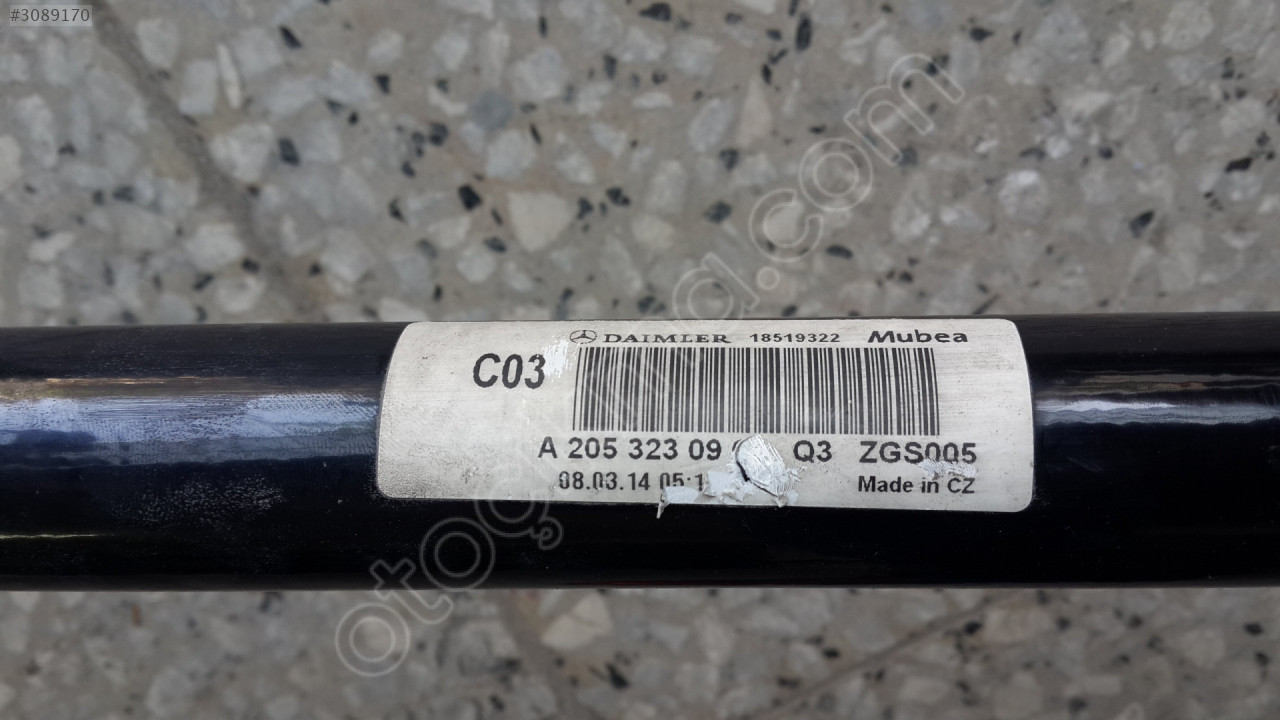 #3089170
DAIMLER 18519322 Mubea
C03
A 205 323 09 Q3 ZGS005
08.03.14 05:1
Made in CZ